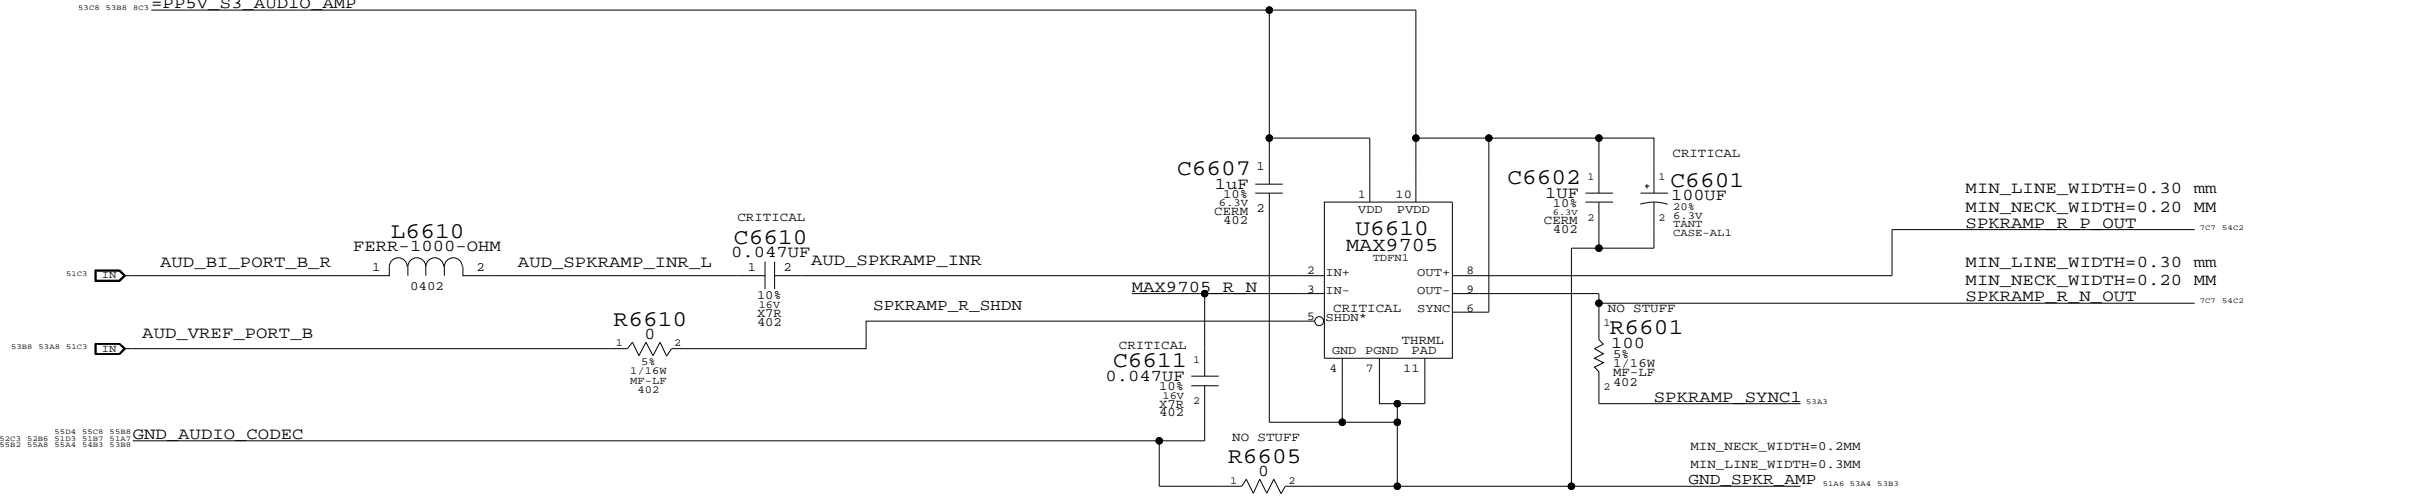 53C8 53B8 8C3 =PP5V_S3_AUDIO_AMP
CRITICAL
C6607 1
1uF
10%
6.3V
CERM 2
402
1 10
VDD PVDD
U6610
MAX9705
TDFN1
C6602 1
1UF
10%
6.3V
CERM 2
402
+ 1 C6601
100UF
20%
2 6.3V
TANT
CASE-AL1
MIN_LINE_WIDTH=0.30 mm
MIN_NECK_WIDTH=0.20 MM
SPKRAMP_R_P_OUT 7C7 54C2
L6610
FERR-1000-OHM
1 2
0402
CRITICAL
C6610
0.047UF
1 2
10%
16V
X7R
402
51C3 IN AUD_BI_PORT_B_R
AUD_SPKRAMP_INR_L
AUD_SPKRAMP_INR
2 IN+ OUT+ 8
MAX9705_R_N 3 IN- OUT- 9
CRITICAL SYNC 6
5 SHDN*
THRML
GND PGND PAD
4 7 11
MIN_LINE_WIDTH=0.30 mm
MIN_NECK_WIDTH=0.20 MM
SPKRAMP_R_N_OUT 7C7 54C2
SPKRAMP_R_SHDN
53B8 53A8 51C3 IN AUD_VREF_PORT_B
R6610
0
1 2
5%
1/16W
MF-LF
402
CRITICAL
C6611 1
0.047UF
10%
16V
X7R 2
402
NO STUFF
1 R6601
100
5%
1/16W
MF-LF
2 402
SPKRAMP_SYNC1 53A3
55D4 55C8 55B8
52C3 52B6 51D3 51B7 51A7 GND_AUDIO_CODEC
55B2 55A8 55A4 54B3 53B8
NO STUFF
R6605
0
1 2
MIN_NECK_WIDTH=0.2MM
MIN_LINE_WIDTH=0.3MM
GND_SPKR_AMP 51A6 53A4 53B3